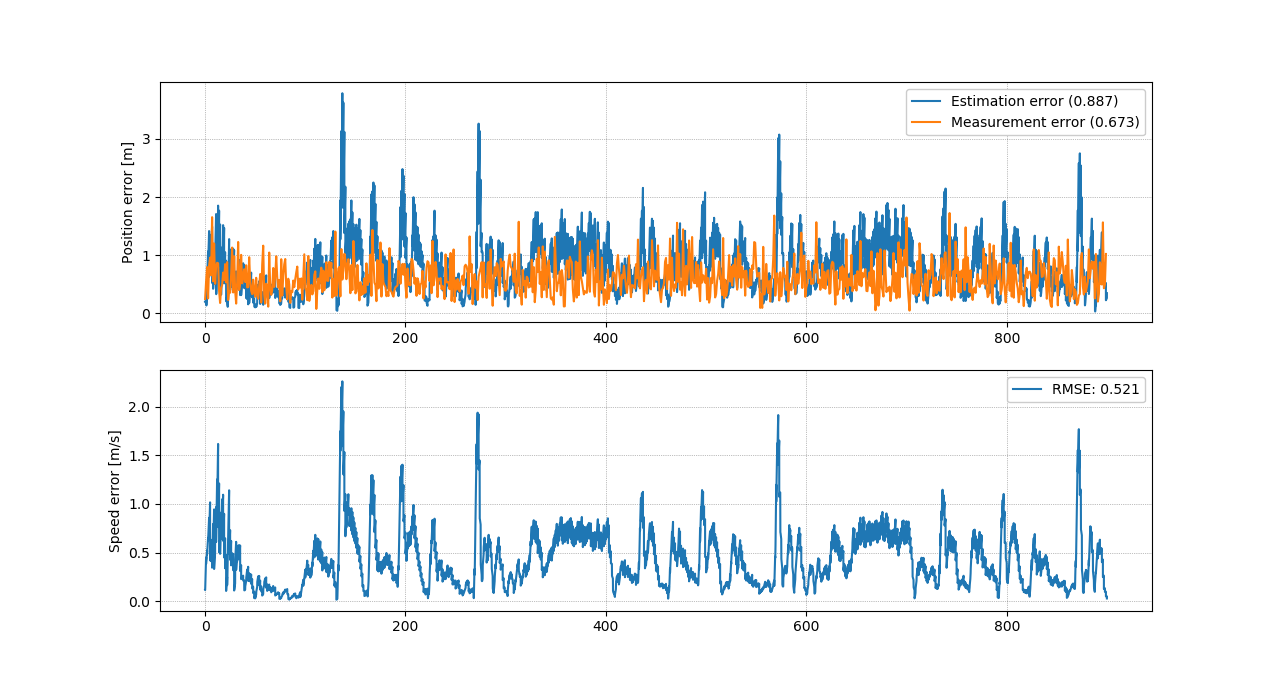 Estimation error (0.887)
Measurement error (0.673)
Position error [m]
3
2
1
0
0 200 400 600 800
RMSE: 0.521
Speed error [m/s]
2.0
1.5
1.0
0.5
0.0
0 200 400 600 800